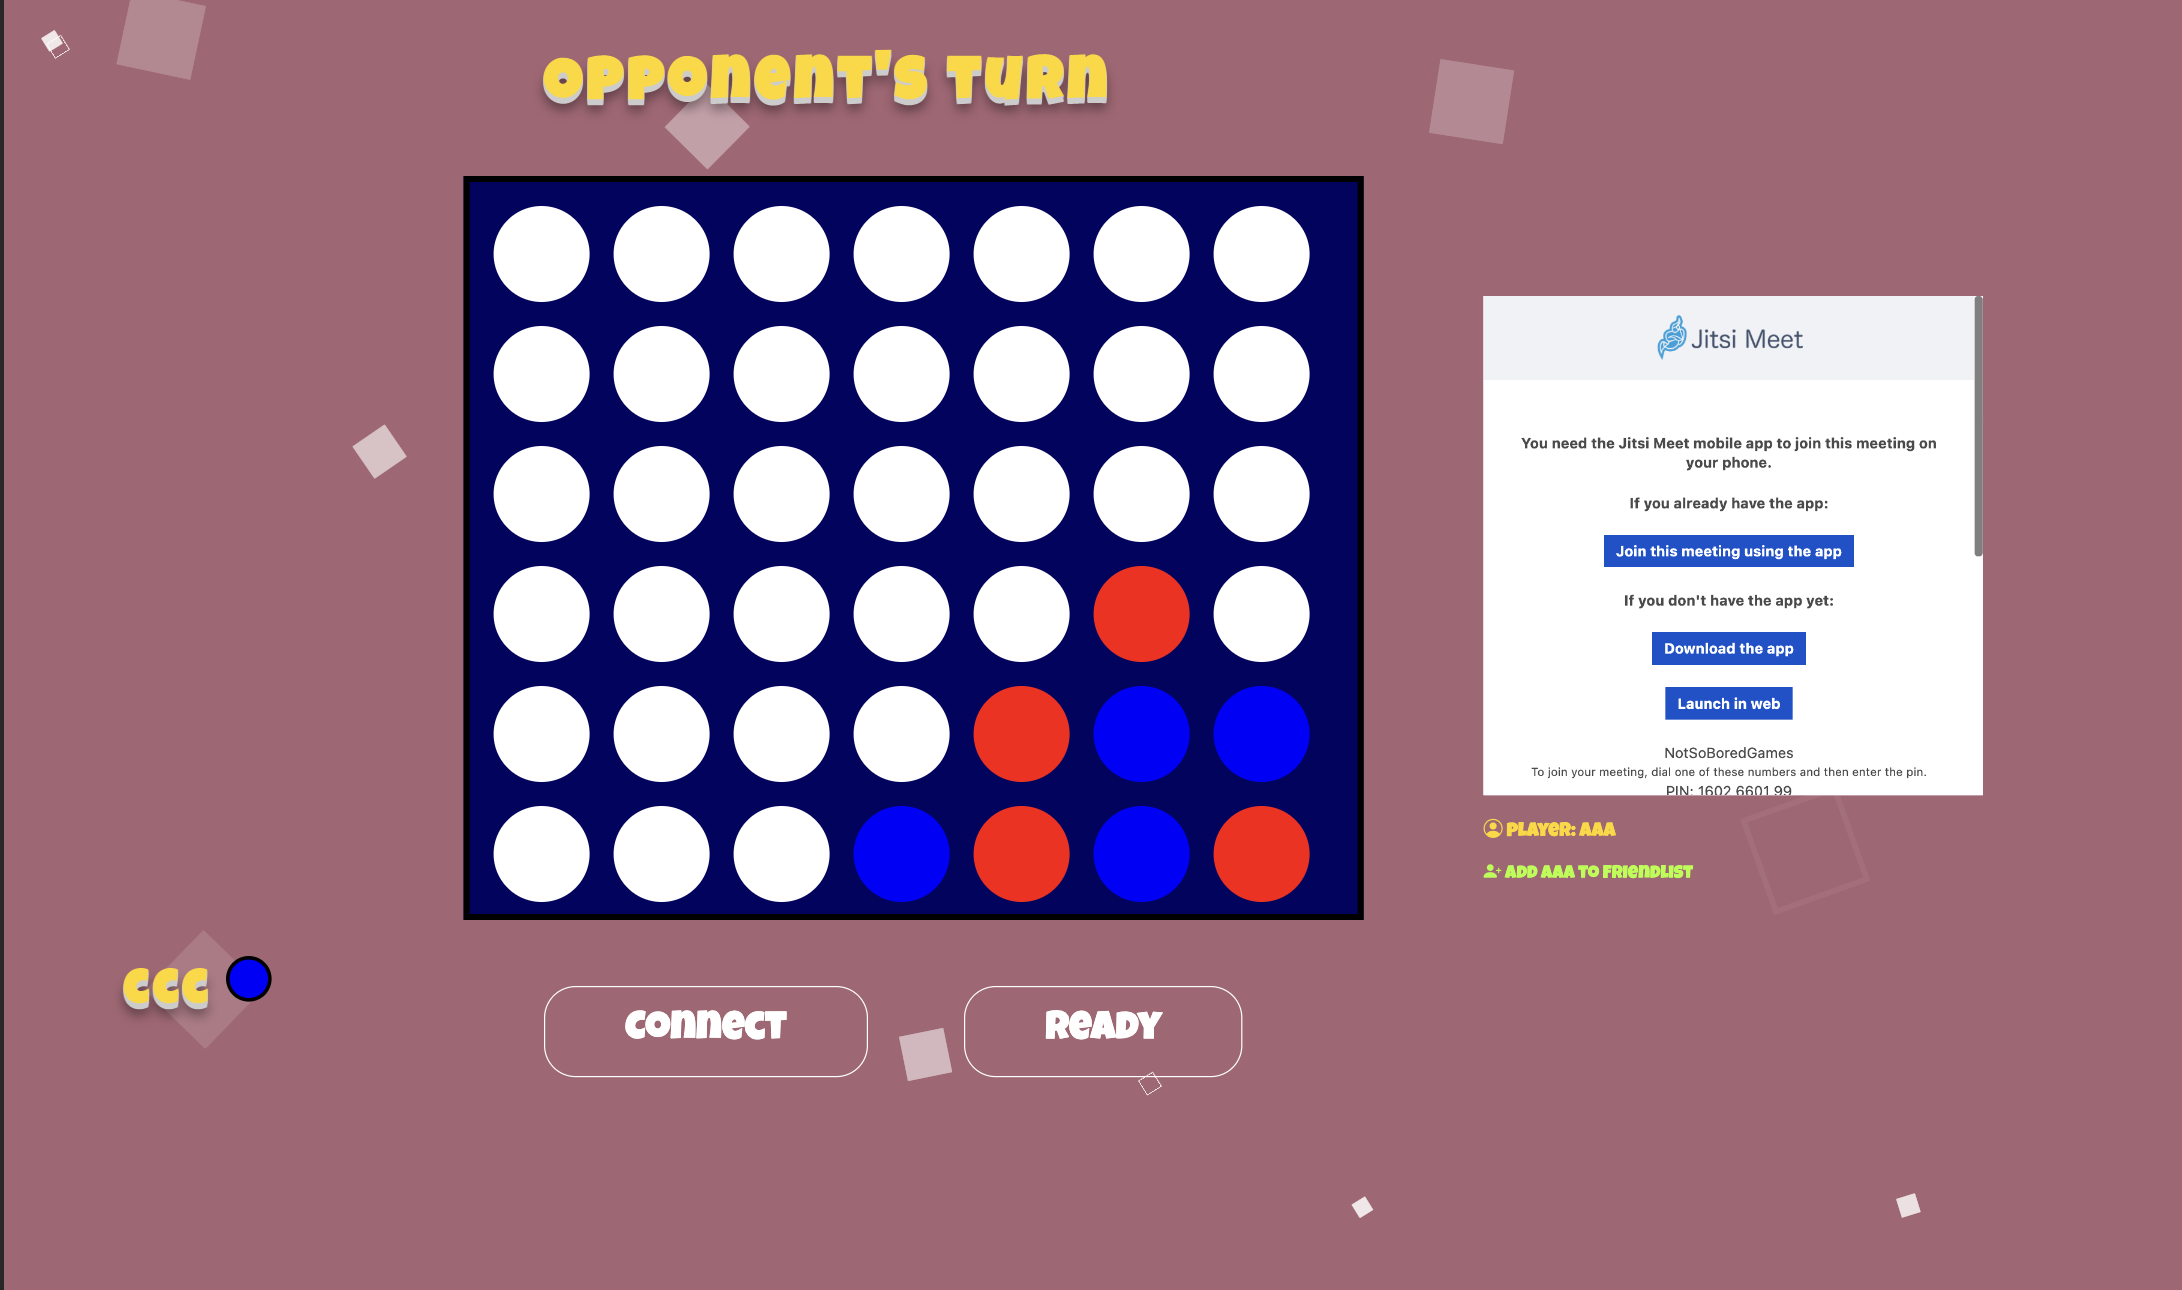 OPPONENT'S TURN
Jitsi Meet
You need the Jitsi Meet mobile app to join this meeting on
your phone.
If you already have the app:
Join this meeting using the app
If you don't have the app yet:
Download the app
Launch in web
NotSoBoredGames
To join your meeting, dial one of these numbers and then enter the pin.
PIN: 1602 6601 99
PLAYER: AAA
ADD AAA TO FRIENDLIST
CCC
CONNECT
READY